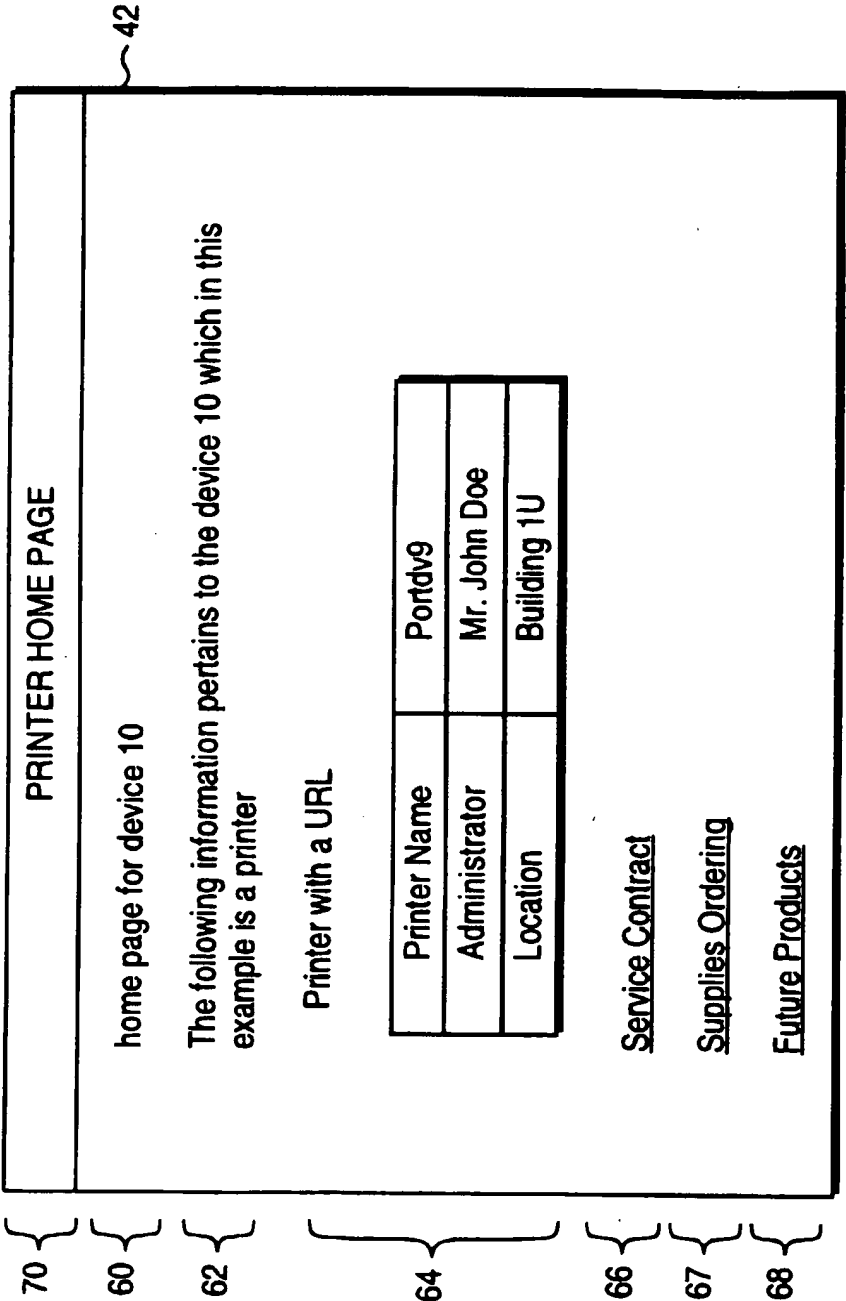 42
70 PRINTER HOME PAGE
60 home page for device 10
62 The following information pertains to the device 10 which in this
example is a printer
64 Printer with a URL
Printer Name Portdv9
Administrator Mr. John Doe
Location Building 1U
66 Service Contract
67 Supplies Ordering
68 Future Products